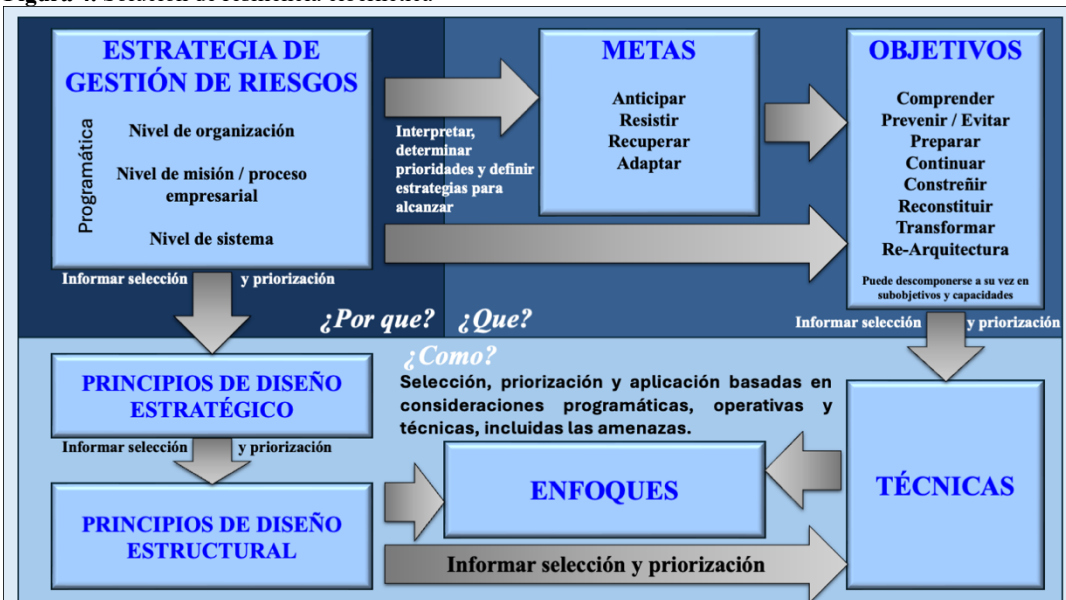 ESTRATEGIA DE
GESTIÓN DE RIESGOS
Programática
Nivel de organización
Nivel de misión / proceso
empresarial
Nivel de sistema
Interpretar,
determinar
prioridades y definir
estrategias para
alcanzar
METAS
Anticipar
Resistir
Recuperar
Adaptar
OBJETIVOS
Comprender
Prevenir / Evitar
Preparar
Continuar
Constreñir
Reconstituir
Transformar
Re-Arquitectura
Puede descomponerse a su vez en
subobjetivos y capacidades
Informar selección y priorización
¿Por que?
¿Que?
Informar selección y priorización
¿Como?
Selección, priorización y aplicación basadas en
consideraciones programáticas, operativas y
técnicas, incluidas las amenazas.
PRINCIPIOS DE DISEÑO
ESTRATÉGICO
Informar selección y priorización
PRINCIPIOS DE DISEÑO
ESTRUCTURAL
ENFOQUES
TÉCNICAS
Informar selección y priorización